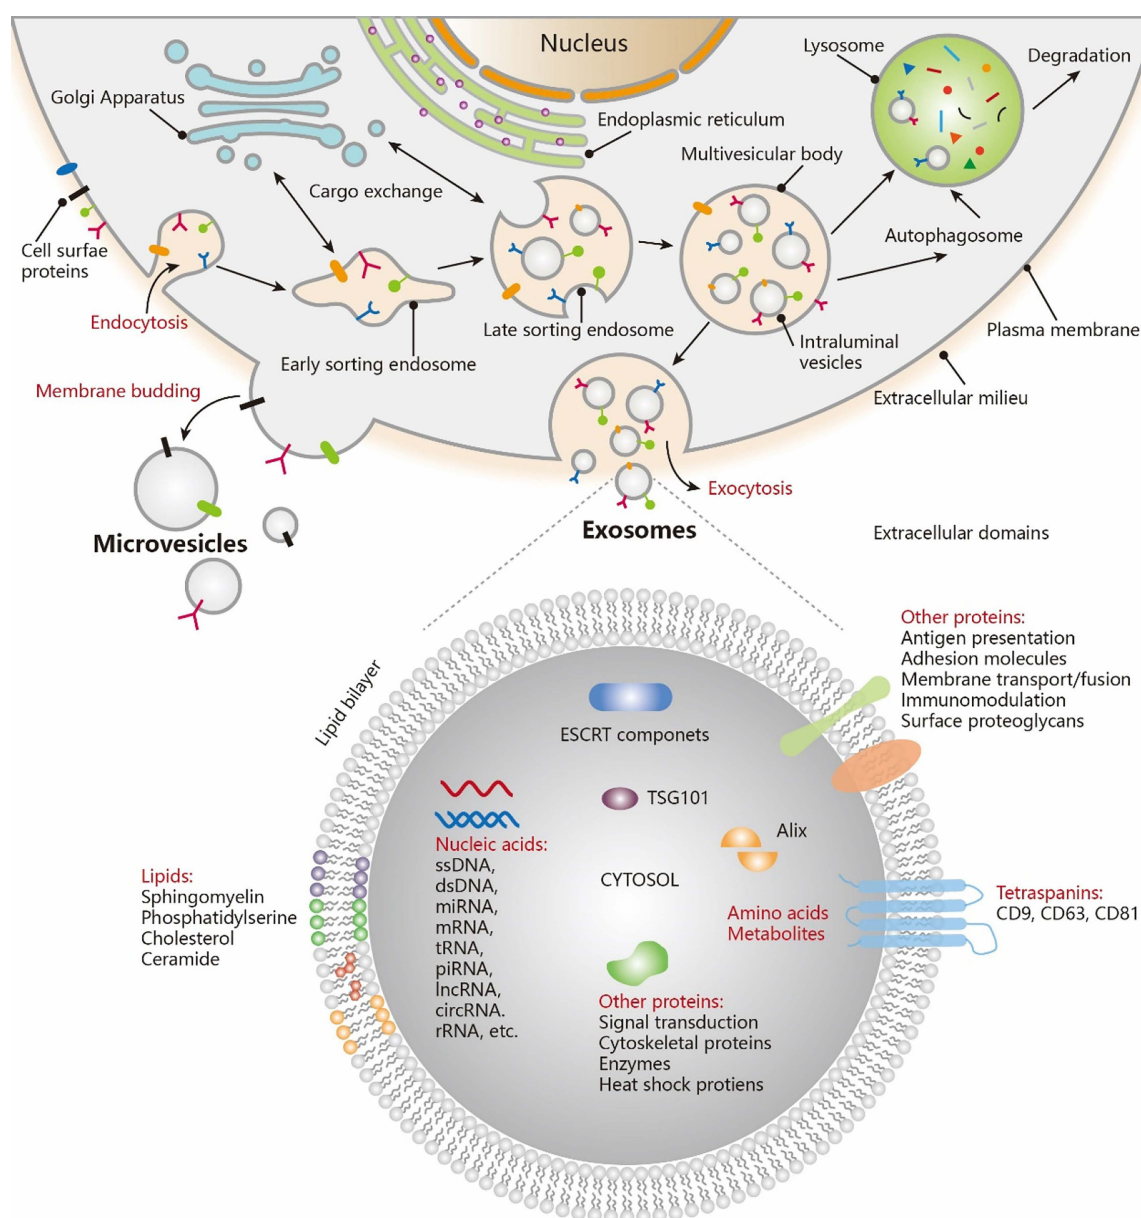 Nucleus
Lysosome
Degradation
Golgi Apparatus
Endoplasmic reticulum
Multivesicular body
Cargo exchange
Cell surfae
proteins
Autophagosome
Endocytosis
Late sorting endosome
Plasma membrane
Intraluminal
vesicles
Early sorting endosome
Membrane budding
Extracellular milieu
Exocytosis
Exosomes
Microvesicles
Extracellular domains
Lipid bilayer
Other proteins:
Antigen presentation
Adhesion molecules
Membrane transport/fusion
Immunomodulation
Surface proteoglycans
ESCRT componets
TSG101
Alix
Nucleic acids:
ssDNA,
dsDNA,
miRNA,
mRNA,
tRNA,
piRNA,
lncRNA,
circRNA.
rRNA, etc.
CYTOSOL
Lipids:
Sphingomyelin
Phosphatidylserine
Cholesterol
Ceramide
Amino acids
Metabolites
Tetraspanins:
CD9, CD63, CD81
Other proteins:
Signal transduction
Cytoskeletal proteins
Enzymes
Heat shock protiens